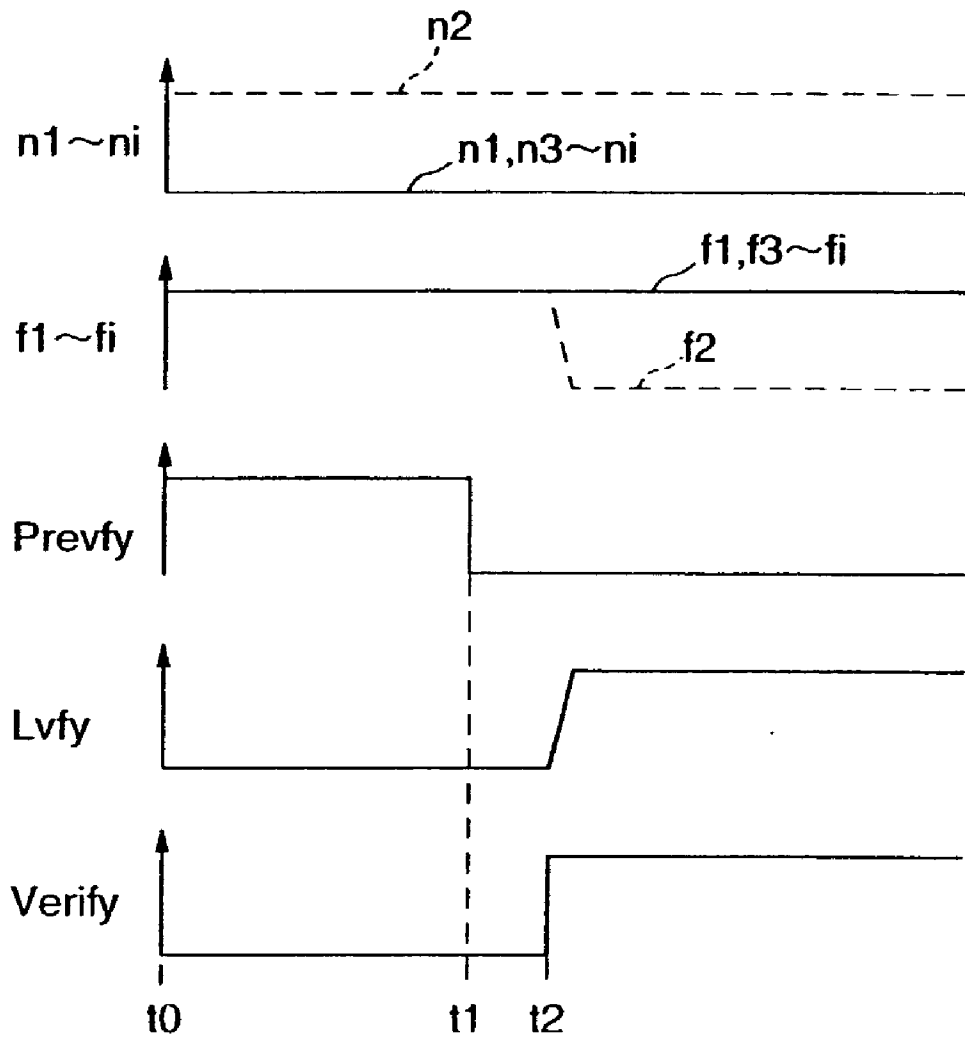 n2
n1～ni
n1,n3～ni
f1,f3～fi
f1～fi
f2
Prevfy
Lvfy
Verify
t0 t1 t2